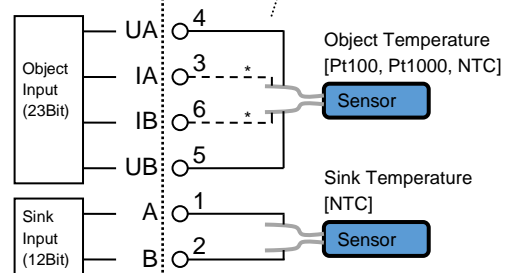 Object
Input
(23Bit)
UA 4
IA 3 *
IB 6 *
UB 5
Object Temperature
[Pt100, Pt1000, NTC]
Sensor
Sink
Input
(12Bit)
A 1
B 2
Sink Temperature
[NTC]
Sensor